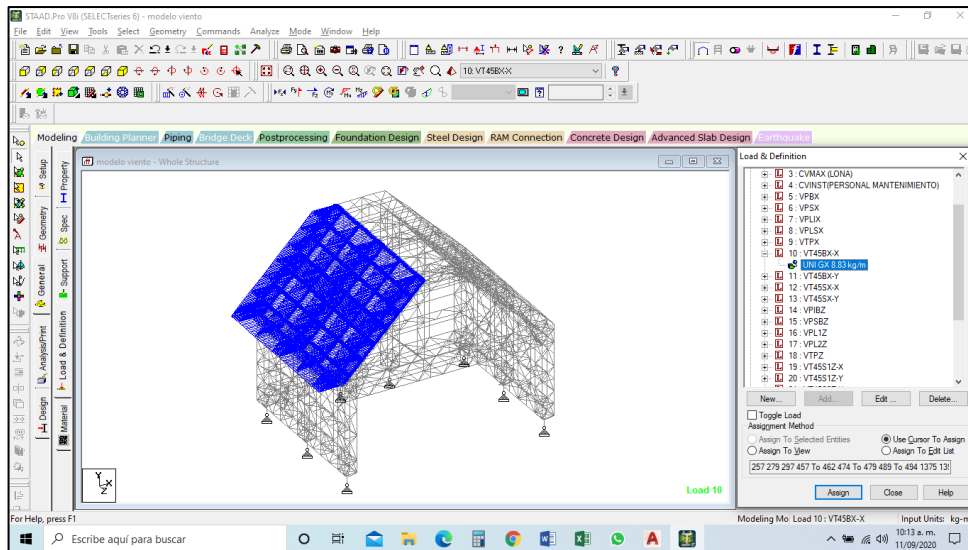 STAAD.Pro V8i (SELECTseries 6) - modelo viento
File Edit View Tools Select Geometry Commands Analyze Mode Window Help
10: VT45BX-X
Modeling Building Planner Piping Bridge Deck Postprocessing Foundation Design Steel Design RAM Connection Concrete Design Advanced Slab Design Earthquake
Setup
Geometry
General
Analysis/Print
Design
Property
Spec
Support
Load & Definition
Material
modelo viento - Whole Structure
Y
X
Z
Load 10
Load & Definition
3 : CVMAX (LONA)
4 : CVINST(PERSONAL MANTENIMIENTO)
5 : VPBX
6 : VPSX
7 : VPLIX
8 : VPLSX
9 : VTPX
10 : VT45BX-X
UNI GX 8.83 kg/m
11 : VT45BX-Y
12 : VT45SX-X
13 : VT45SX-Y
14 : VPIBZ
15 : VPSBZ
16 : VPL1Z
17 : VPL2Z
18 : VTPZ
19 : VT45S1Z-X
20 : VT45S1Z-Y
New... Add... Edit ... Delete...
Toggle Load
Assignment Method
Assign To Selected Entities Use Cursor To Assign
Assign To View Assign To Edit List
257 279 297 457 To 462 474 To 479 489 To 494 1375 13
Assign Close Help
For Help, press F1
Modeling Mo Load 10 : VT45BX-X Input Units: kg-m
Escribe aquí para buscar
10:13 a. m.
11/09/2020